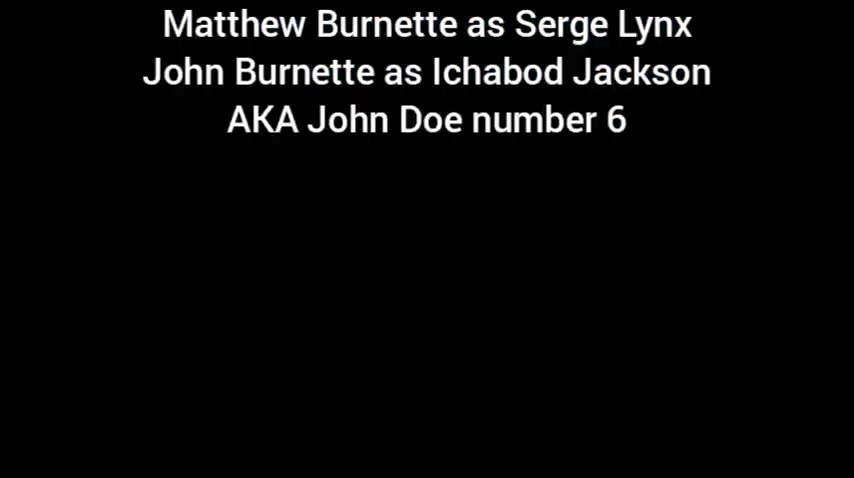 Matthew Burnette as Serge Lynx
John Burnette as Ichabod Jackson
AKA John Doe number 6